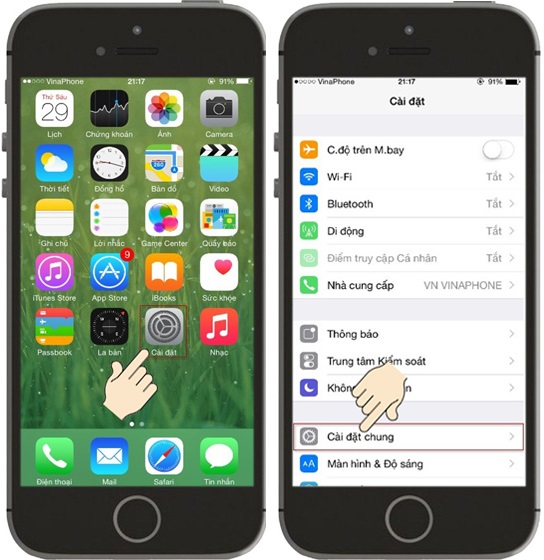 VinaPhone 21:17 91%
Thứ Sáu
29
Lịch Chứng khoán Ảnh Camera
Thời tiết Đồng hồ Bản đồ Video
280
Ghi chú Lời nhắc Game Center Quầy báo
9
iTunes Store App Store iBooks Sức khỏe
Passbook La bàn Cài đặt Nhạc
Điện thoại Mail Safari Tin nhắn
VinaPhone 21:17 91%
Cài đặt
C.độ trên M.bay
Wi-Fi Tắt
Bluetooth Tắt
Di động Tắt
Điểm truy cập Cá nhân Tắt
Nhà cung cấp VN VINAPHONE
Thông báo
Trung tâm Kiểm soát
Khôn
Cài đặt chung
AA Màn hình & Độ sáng